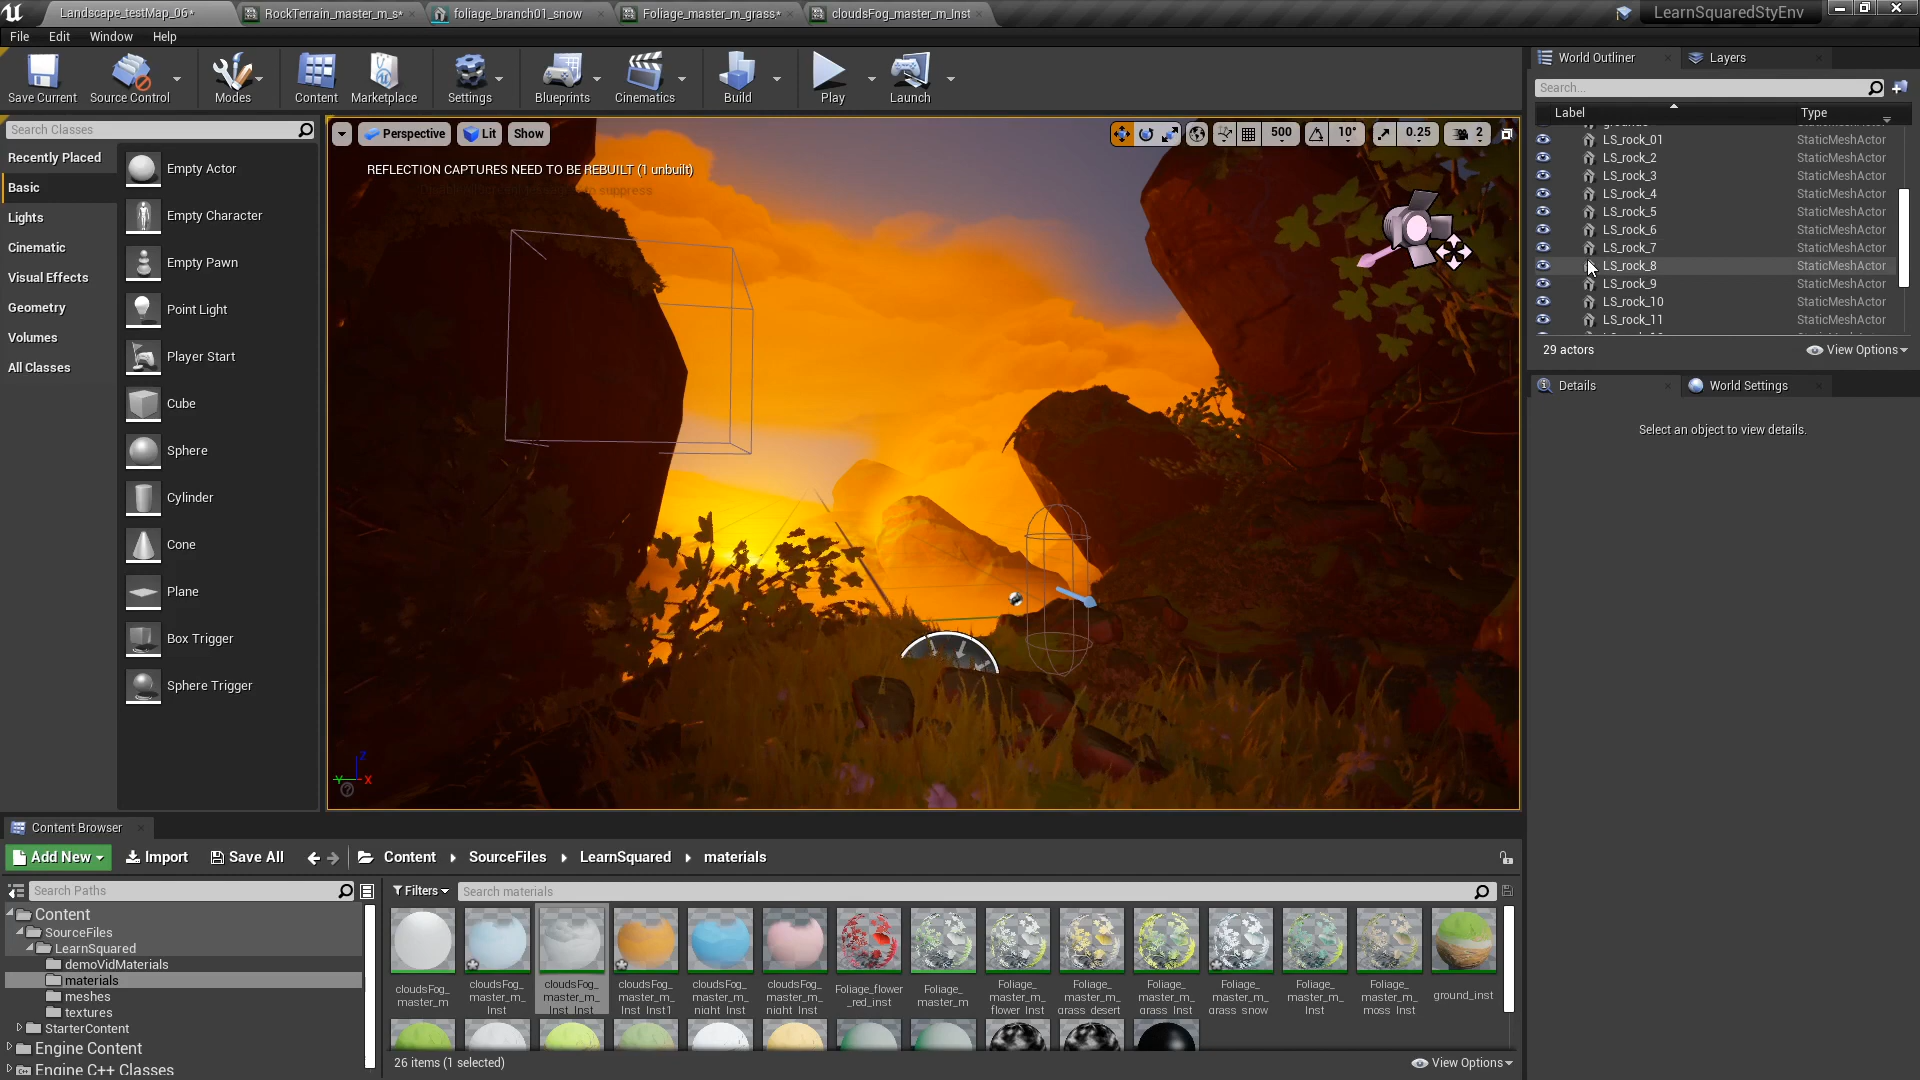 Landscape_testMap_06*
RockTerrain_master_m_s*
foliage_branch01_snow
Foliage_master_m_grass*
cloudsFog_master_m_Inst
LearnSquaredStyEnv
File
Edit
Window
Help
Save Current
Source Control
Modes
Content
Marketplace
Settings
Blueprints
Cinematics
Build
Play
Launch
World Outliner
Layers
Search...
Label
Type
LS_rock_01 StaticMeshActor
LS_rock_2 StaticMeshActor
LS_rock_3 StaticMeshActor
LS_rock_4 StaticMeshActor
LS_rock_5 StaticMeshActor
LS_rock_6 StaticMeshActor
LS_rock_7 StaticMeshActor
LS_rock_8 StaticMeshActor
LS_rock_9 StaticMeshActor
LS_rock_10 StaticMeshActor
LS_rock_11 StaticMeshActor
29 actors
View Options
Details
World Settings
Select an object to view details.
Search Classes
Recently Placed
Basic
Lights
Cinematic
Visual Effects
Geometry
Volumes
All Classes
Empty Actor
Empty Character
Empty Pawn
Point Light
Player Start
Cube
Sphere
Cylinder
Cone
Plane
Box Trigger
Sphere Trigger
Perspective
Lit
Show
500
10°
0.25
2
REFLECTION CAPTURES NEED TO BE REBUILT (1 unbuilt)
to suppress
Z
Y
X
Content Browser
Add New
Import
Save All
Content
SourceFiles
LearnSquared
materials
Search Paths
Filters
Search materials
Content
SourceFiles
LearnSquared
demoVidMaterials
materials
meshes
textures
StarterContent
Engine Content
Engine C++ Classes
cloudsFog_
master_m
cloudsFog_
master_m_
Inst
cloudsFog_
master_m_
Inst_Inst
cloudsFog_
master_m_
Inst_Inst1
cloudsFog_
master_m_
night_Inst
cloudsFog_
master_m_
night_Inst
Foliage_flower
_red_inst
Foliage_
master_m
Foliage_
master_m_
flower_Inst
Foliage_
master_m_
grass_desert
Foliage_
master_m_
grass_Inst
Foliage_
master_m_
grass_snow
Foliage_
master_m_
Inst
Foliage_
master_m_
moss_Inst
ground_inst
26 items (1 selected)
View Options